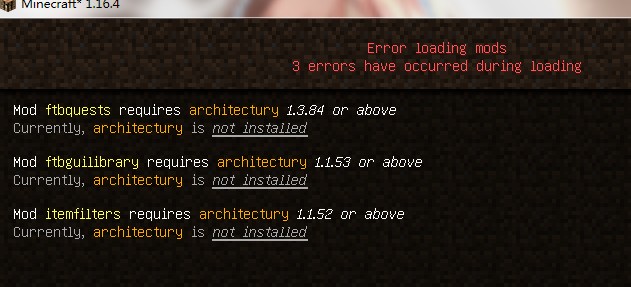 Minecraft* 1.16.4
Error loading mods
3 errors have occurred during loading
Mod ftbquests requires architectury 1.3.84 or above
Currently, architectury is not installed
Mod ftbguilibrary requires architectury 1.1.53 or above
Currently, architectury is not installed
Mod itemfilters requires architectury 1.1.52 or above
Currently, architectury is not installed